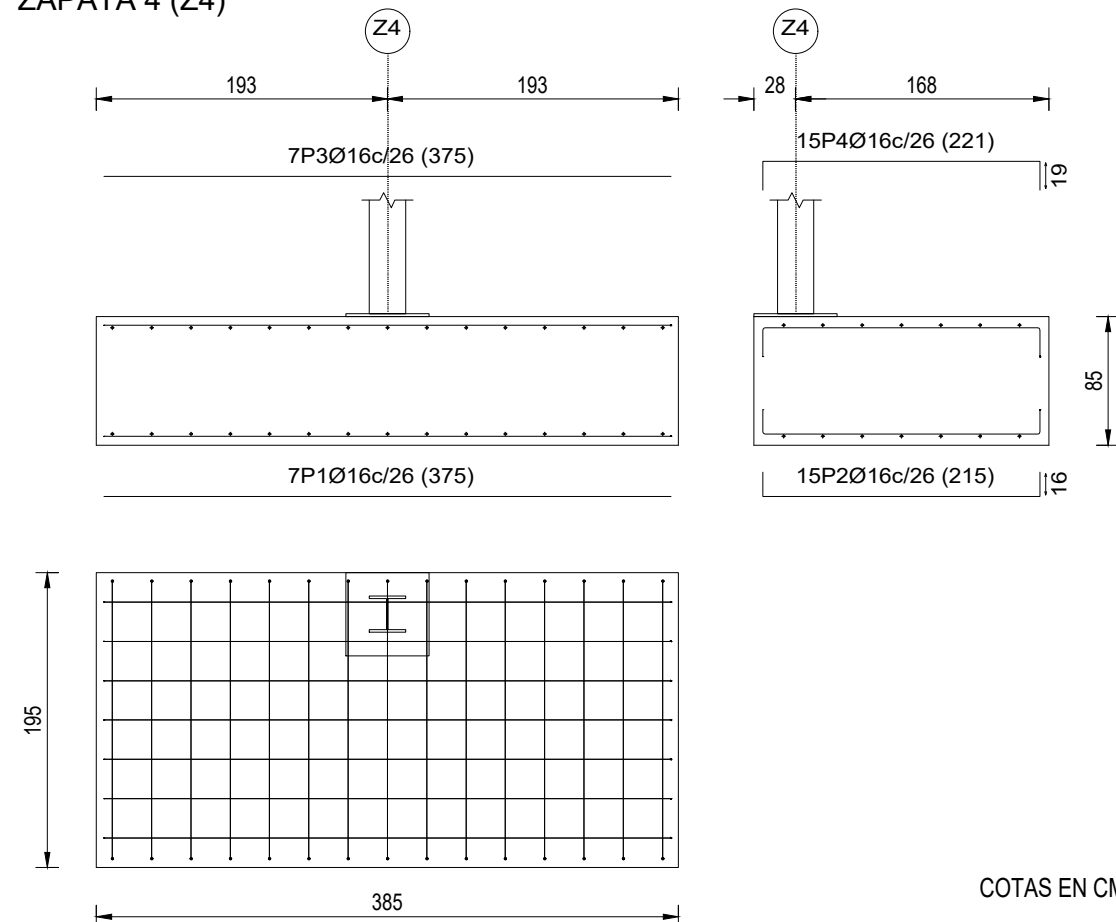 ZAPATA 4 (Z4)
Z4
Z4
193
193
28
168
7P3Ø16c/26 (375)
15P4Ø16c/26 (221)
19
85
7P1Ø16c/26 (375)
15P2Ø16c/26 (215)
16
195
385
COTAS EN CM